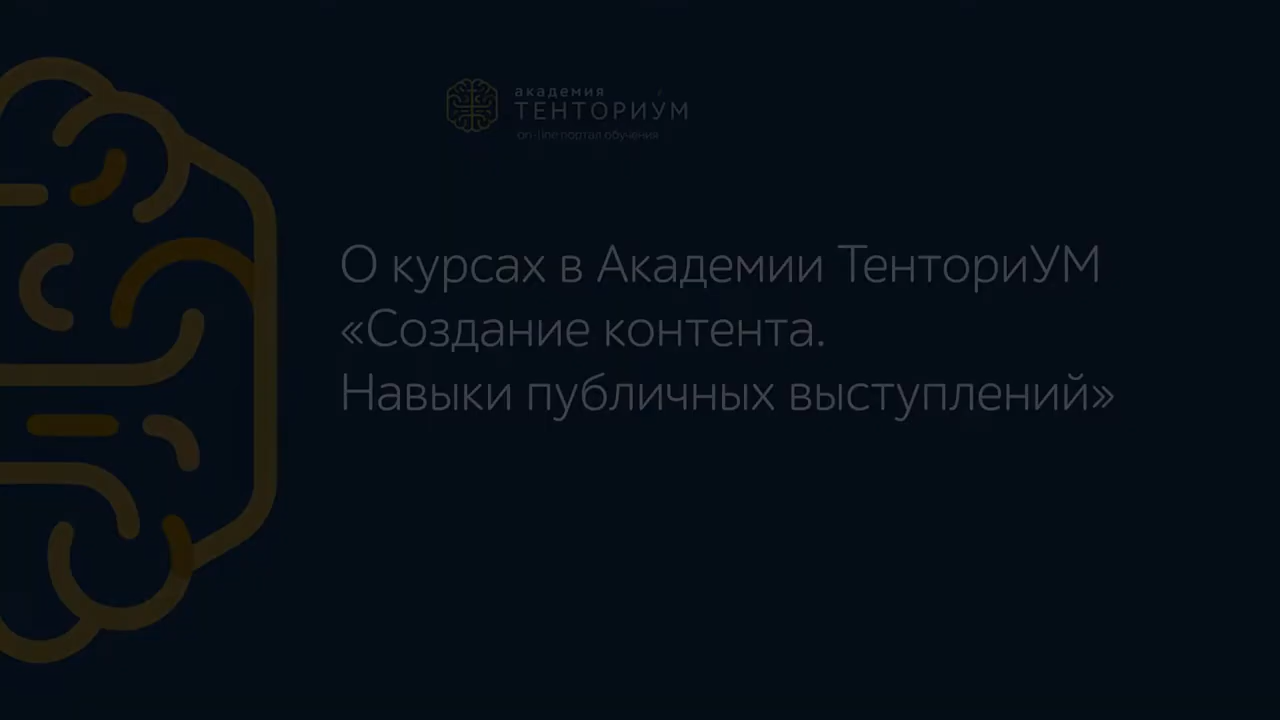 академия
ТЕНТОРИУМ
on-line портал обучения
О курсах в Академии ТенториУМ
«Создание контента.
Навыки публичных выступлений»